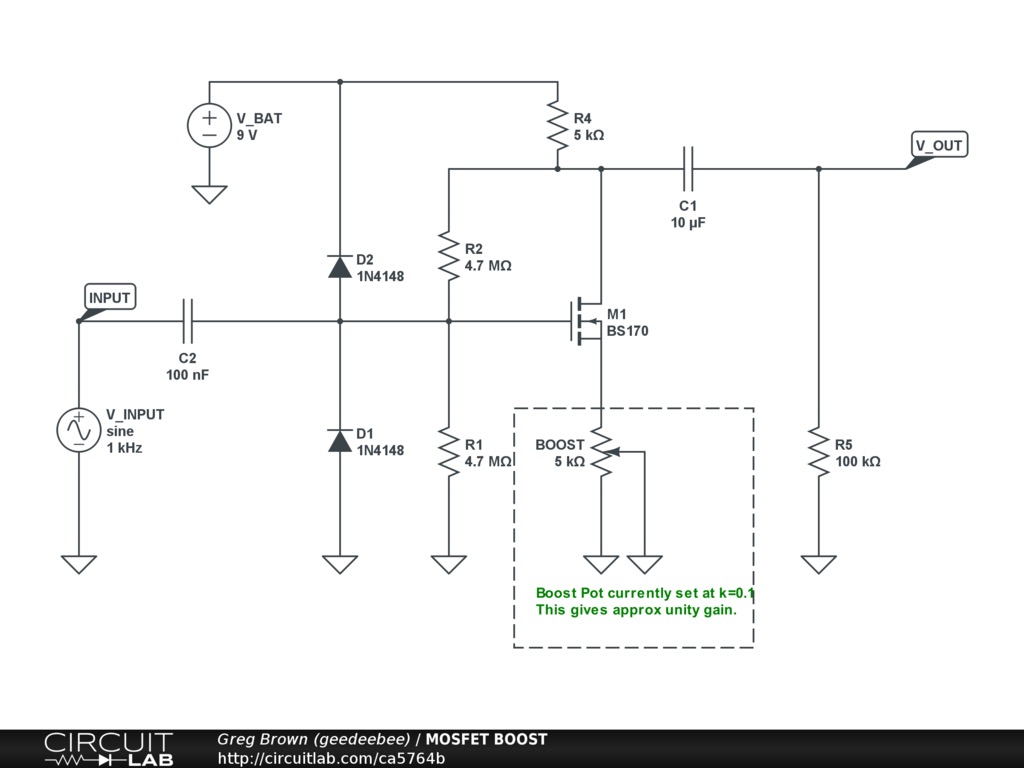 V_BAT
9 V
R4
5 kΩ
V_OUT
C1
10 µF
R2
4.7 MΩ
D2
1N4148
INPUT
M1
BS170
C2
100 nF
V_INPUT
sine
1 kHz
D1
1N4148
R1
4.7 MΩ
BOOST
5 kΩ
R5
100 kΩ
Boost Pot currently set at k=0.1
This gives approx unity gain.
CIRCUIT
LAB
Greg Brown (geedeebee) / MOSFET BOOST
http://circuitlab.com/ca5764b